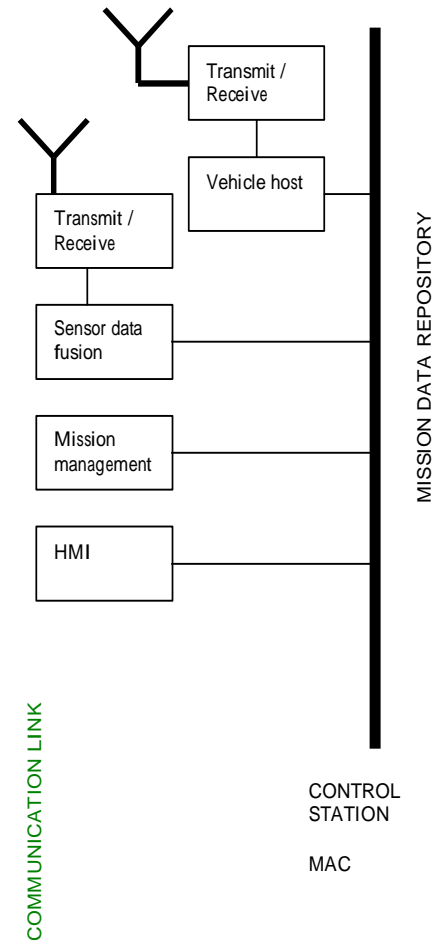 Transmit /
Receive
Vehicle host
Transmit /
Receive
Sensor data
fusion
Mission
management
HMI
MISSION DATA REPOSITORY
COMMUNICATION LINK
CONTROL
STATION
MAC